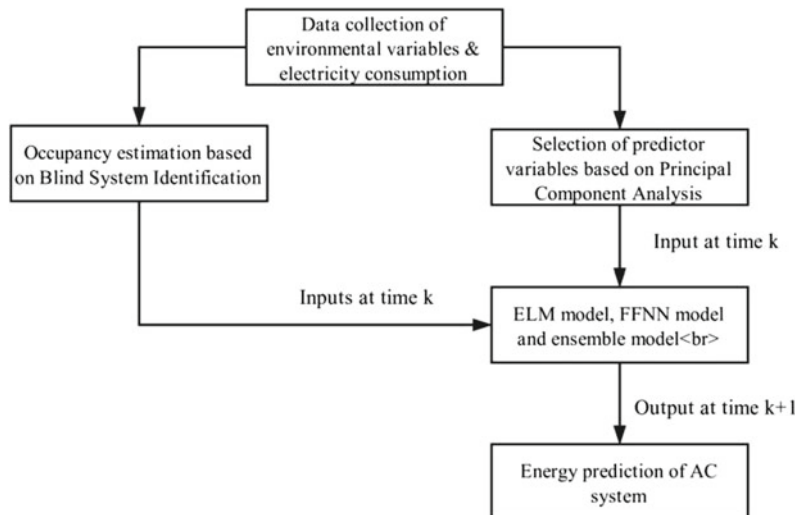 Data collection of
environmental variables &
electricity consumption
Occupancy estimation based
on Blind System Identification
Selection of predictor
variables based on Principal
Component Analysis
Input at time k
Inputs at time k
ELM model, FFNN model
and ensemble model<br>
Output at time k+1
Energy prediction of AC
system